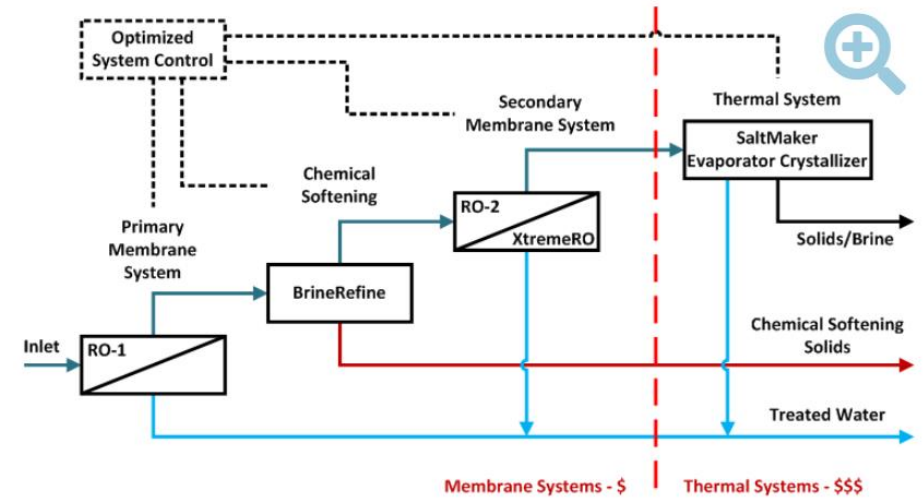 Optimized
System Control
Secondary
Membrane System
Thermal System
SaltMaker
Evaporator Crystallizer
Chemical
Softening
RO-2
XtremeRO
Solids/Brine
Primary
Membrane
System
BrineRefine
Inlet
RO-1
Chemical Softening
Solids
Treated Water
Membrane Systems - $
Thermal Systems - $$$